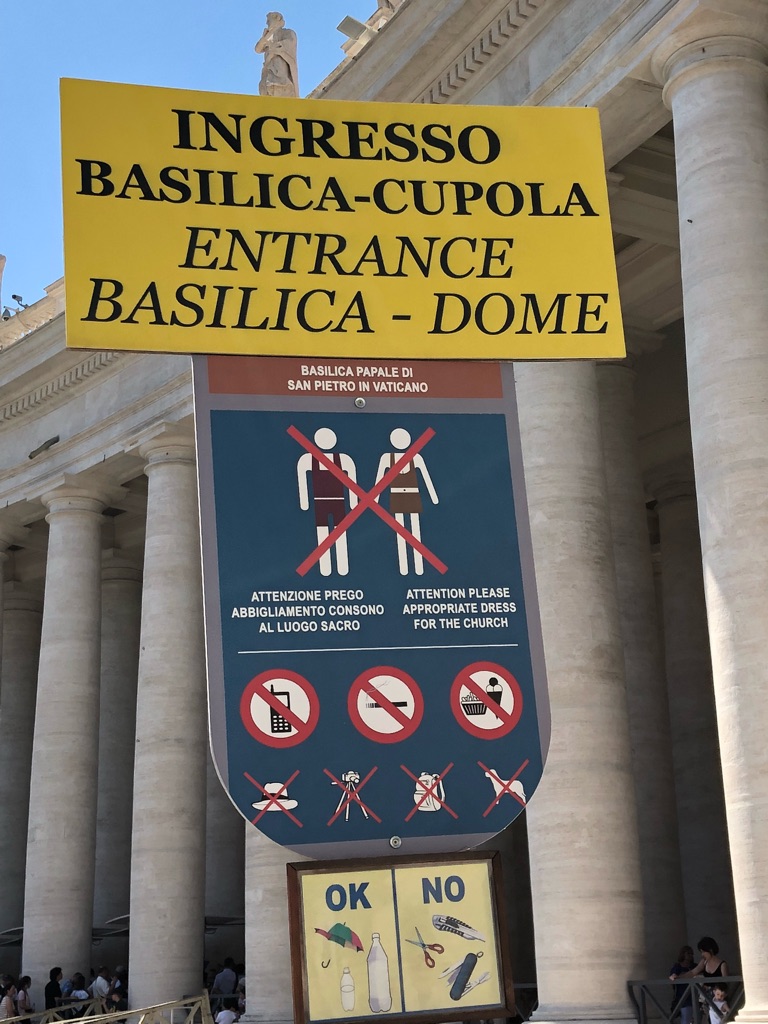 INGRESSO
BASILICA-CUPOLA
ENTRANCE
BASILICA - DOME
BASILICA PAPALE DI
SAN PIETRO IN VATICANO
ATTENZIONE PREGO
ABBIGLIAMENTO CONSONO
AL LUOGO SACRO
ATTENTION PLEASE
APPROPRIATE DRESS
FOR THE CHURCH
OK
NO